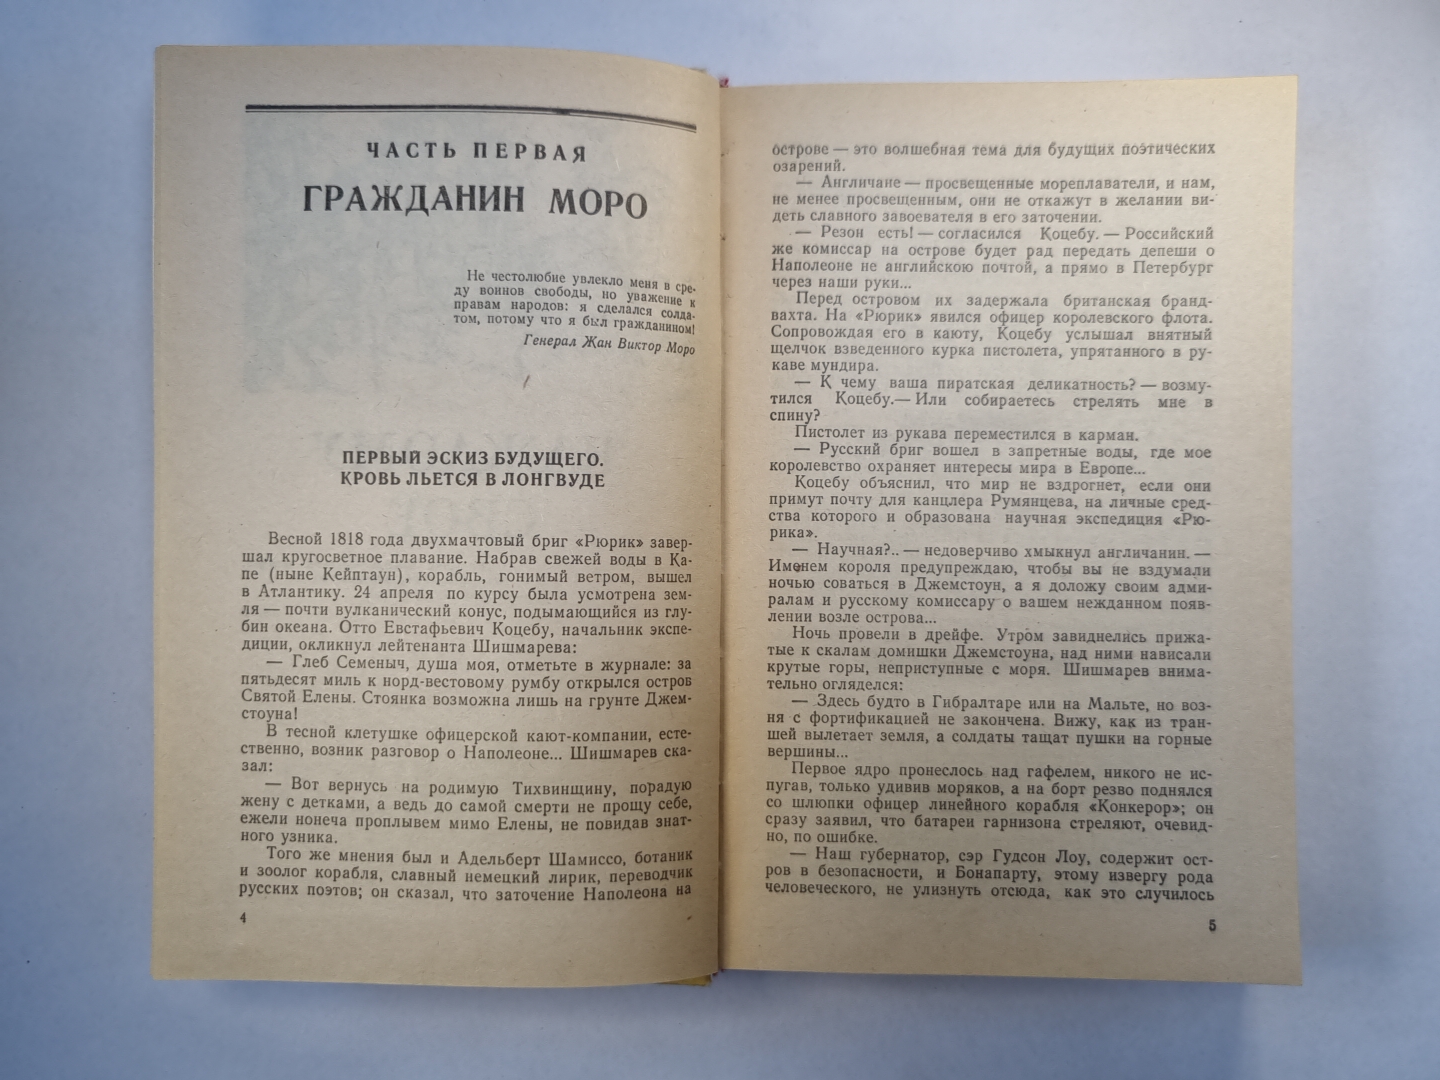 ЧАСТЬ ПЕРВАЯ
ГРАЖДАНИН МОРО
Не честолюбие увлекло меня в сре-
ду воинов свободы, но уважение к
правам народов: я сделался солда-
том, потому что я был гражданином!
Генерал Жан Виктор Моро
ПЕРВЫЙ ЭСКИЗ БУДУЩЕГО.
КРОВЬ ЛЬЕТСЯ В ЛОНГВУДЕ
Весной 1818 года двухмачтовый бриг «Рюрик» завер-
шал кругосветное плавание. Набрав свежей воды в Ка-
пе (ныне Кейптаун), корабль, гонимый ветром, вышел
в Атлантику. 24 апреля по курсу была усмотрена зем-
ля — почти вулканический конус, подымающийся из глу-
бин океана. Отто Евстафьевич Коцебу, начальник экспе-
диции, окликнул лейтенанта Шишмарева:
— Глеб Семеныч, душа моя, отметьте в журнале: за
пятьдесят миль к норд-вестовому румбу открылся остров
Святой Елены. Стоянка возможна лишь на грунте Джем-
стоуна!
В тесной клетушке офицерской кают-компании, есте-
ственно, возник разговор о Наполеоне... Шишмарев ска-
зал:
— Вот вернусь на родимую Тихвинщину, порадую
жену с детками, а ведь до самой смерти не прощу себе,
ежели нонеча проплывем мимо Елены, не повидав знат-
ного узника.
Того же мнения был и Адельберт Шамиссо, ботаник
и зоолог корабля, славный немецкий лирик, переводчик
русских поэтов; он сказал, что заточение Наполеона на
4
острове — это волшебная тема для будущих поэтических
озарений.
— Англичане — просвещенные мореплаватели, и нам,
не менее просвещенным, они не откажут в желании ви-
деть славного завоевателя в его заточении.
— Резон есть! — согласился Коцебу. — Российский
же комиссар на острове будет рад передать депеши о
Наполеоне не английскою почтой, а прямо в Петербург
через наши руки...
Перед островом их задержала британская бранд-
вахта. На «Рюрик» явился офицер королевского флота.
Сопровождая его в каюту, Коцебу услышал внятный
щелчок взведенного курка пистолета, упрятанного в ру-
каве мундира.
— К чему ваша пиратская деликатность? — возму-
тился Коцебу.— Или собираетесь стрелять мне в
спину?
Пистолет из рукава переместился в карман.
— Русский бриг вошел в запретные воды, где мое
королевство охраняет интересы мира в Европе...
Коцебу объяснил, что мир не вздрогнет, если они
примут почту для канцлера Румянцева, на личные сред-
ства которого и образована научная экспедиция «Рю-
рика».
— Научная?.. — недоверчиво хмыкнул англичанин. —
Именем короля предупреждаю, чтобы вы не вздумали
ночью соваться в Джемстоун, а я доложу своим адми-
ралам и русскому комиссару о вашем нежданном появ-
лении возле острова...
Ночь провели в дрейфе. Утром завиднелись прижа-
тые к скалам домишки Джемстоуна, над ними нависали
крутые горы, неприступные с моря. Шишмарев внима-
тельно огляделся:
— Здесь будто в Гибралтаре или на Мальте, но воз-
ня с фортификацией не закончена. Вижу, как из тран-
шей вылетает земля, а солдаты тащат пушки на горные
вершины...
Первое ядро пронеслось над гафелем, никого не ис-
пугав, только удивив моряков, а на борт резво поднялся
со шлюпки офицер линейного корабля «Конкерор»; он
сразу заявил, что батареи гарнизона стреляют, очевид-
но, по ошибке.
— Наш губернатор, сэр Гудсон Лоу, содержит ост-
ров в безопасности, и Бонапарту, этому извергу рода
человеческого, не улизнуть отсюда, как это случилось
5